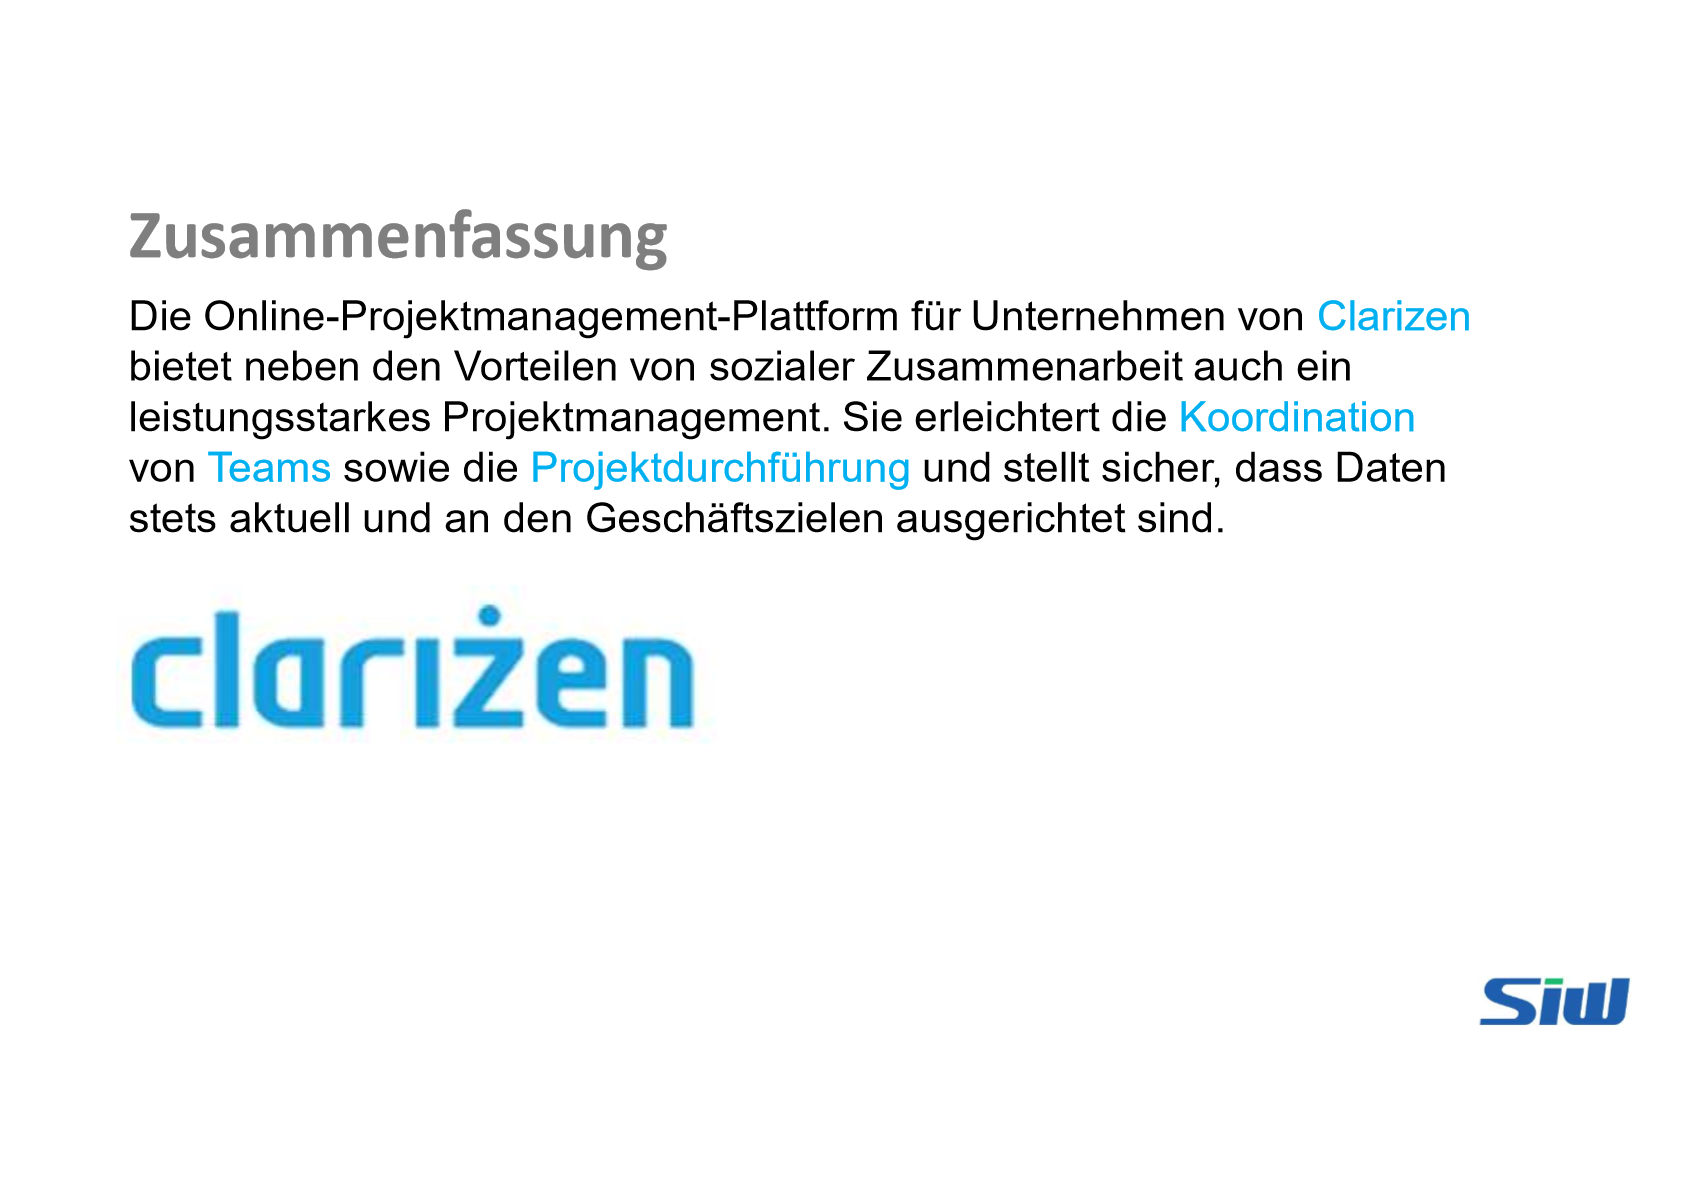 Zusammenfassung
Die Online-Projektmanagement-Plattform für Unternehmen von Clarizen
bietet neben den Vorteilen von sozialer Zusammenarbeit auch ein
leistungsstarkes Projektmanagement. Sie erleichtert die Koordination
von Teams sowie die Projektdurchführung und stellt sicher, dass Daten
stets aktuell und an den Geschäftszielen ausgerichtet sind.
clarizen
Siw